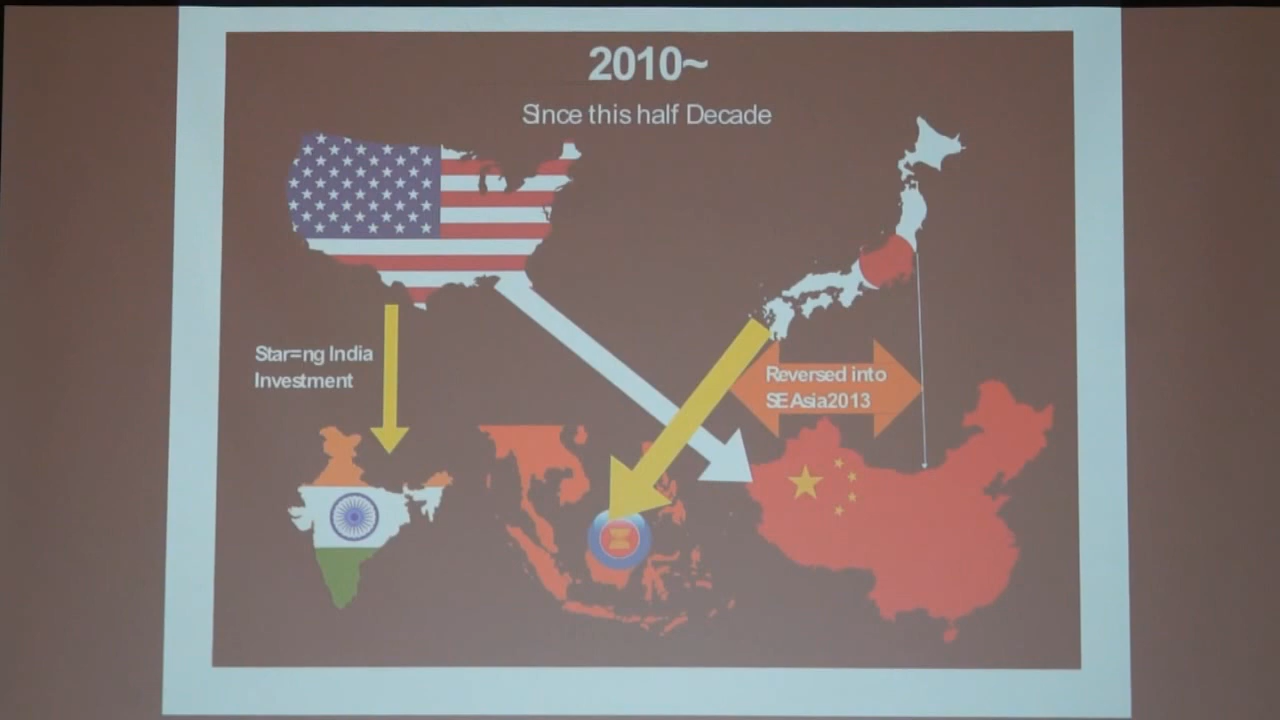 2010~
Since this half Decade
Star=ng India
Investment
Reversed into
SEAsia2013